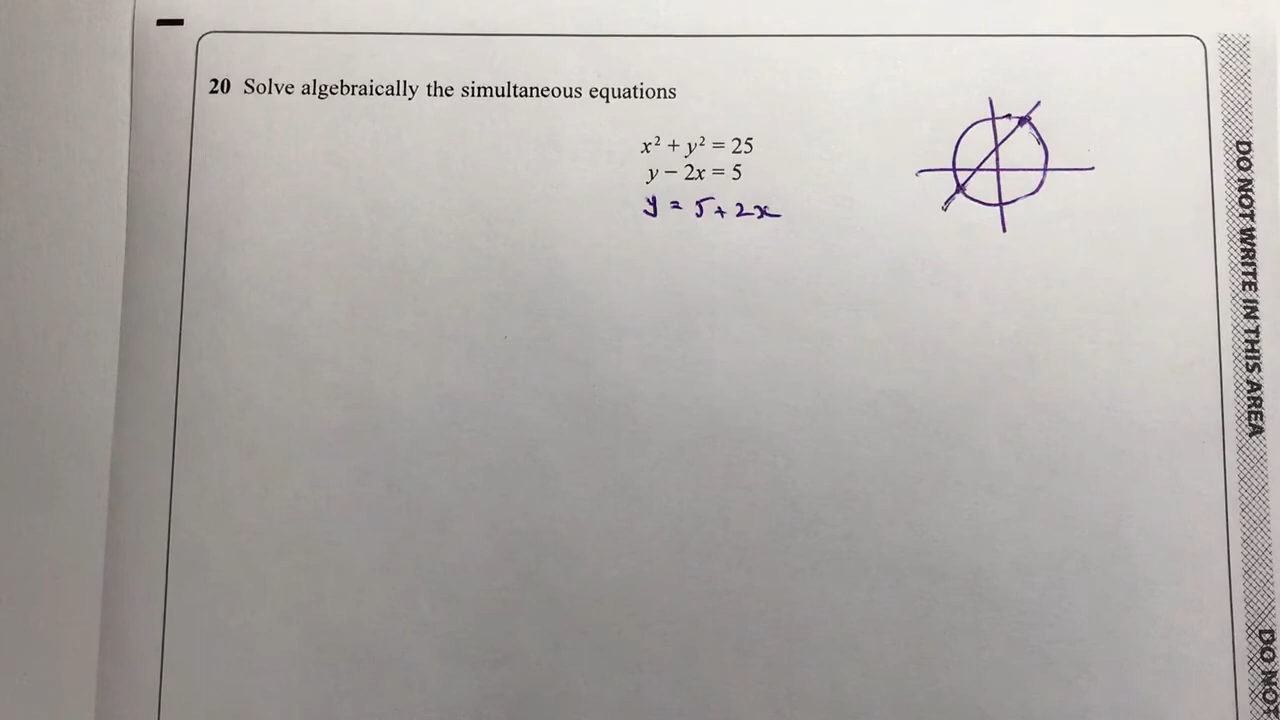 20 Solve algebraically the simultaneous equations
x² + y² = 25
y − 2x = 5
y = 5 + 2x
DO NOT WRITE IN THIS AREA
DO NOT